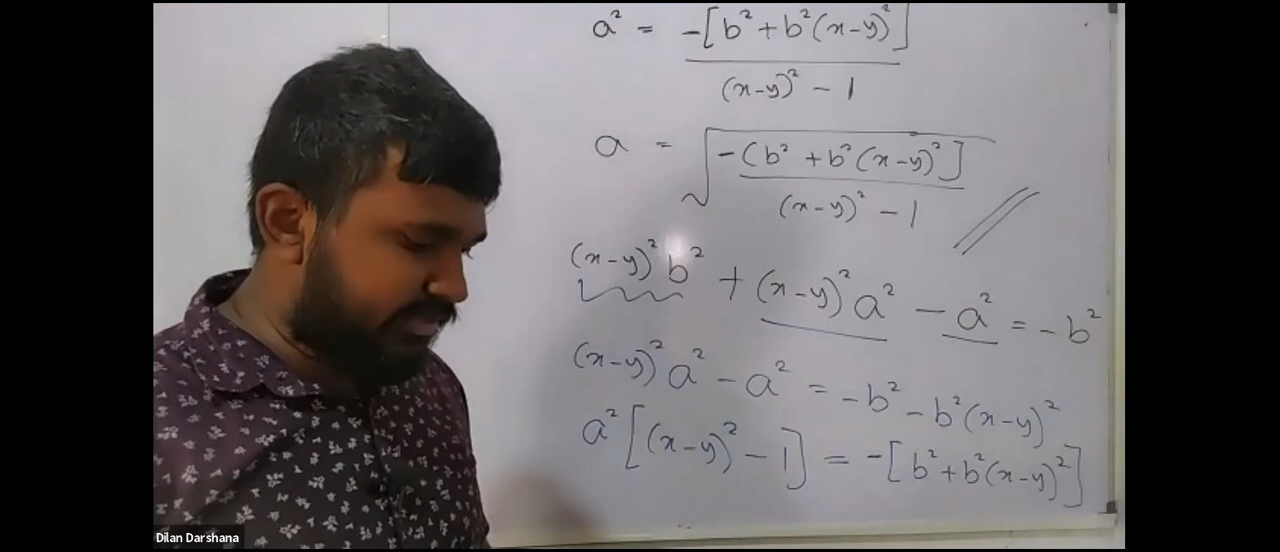 a² = -[b² + b²(x-y)²]
(x-y)² - 1
a = √-(b² + b²(x-y)²]
(x-y)² - 1
(x-y)² b² + (x-y)² a² - a² = -b²
(x-y)² a² - a² = -b² - b²(x-y)²
a² [(x-y)² - 1] = -[b² + b²(x-y)²]
Dilan Darshana